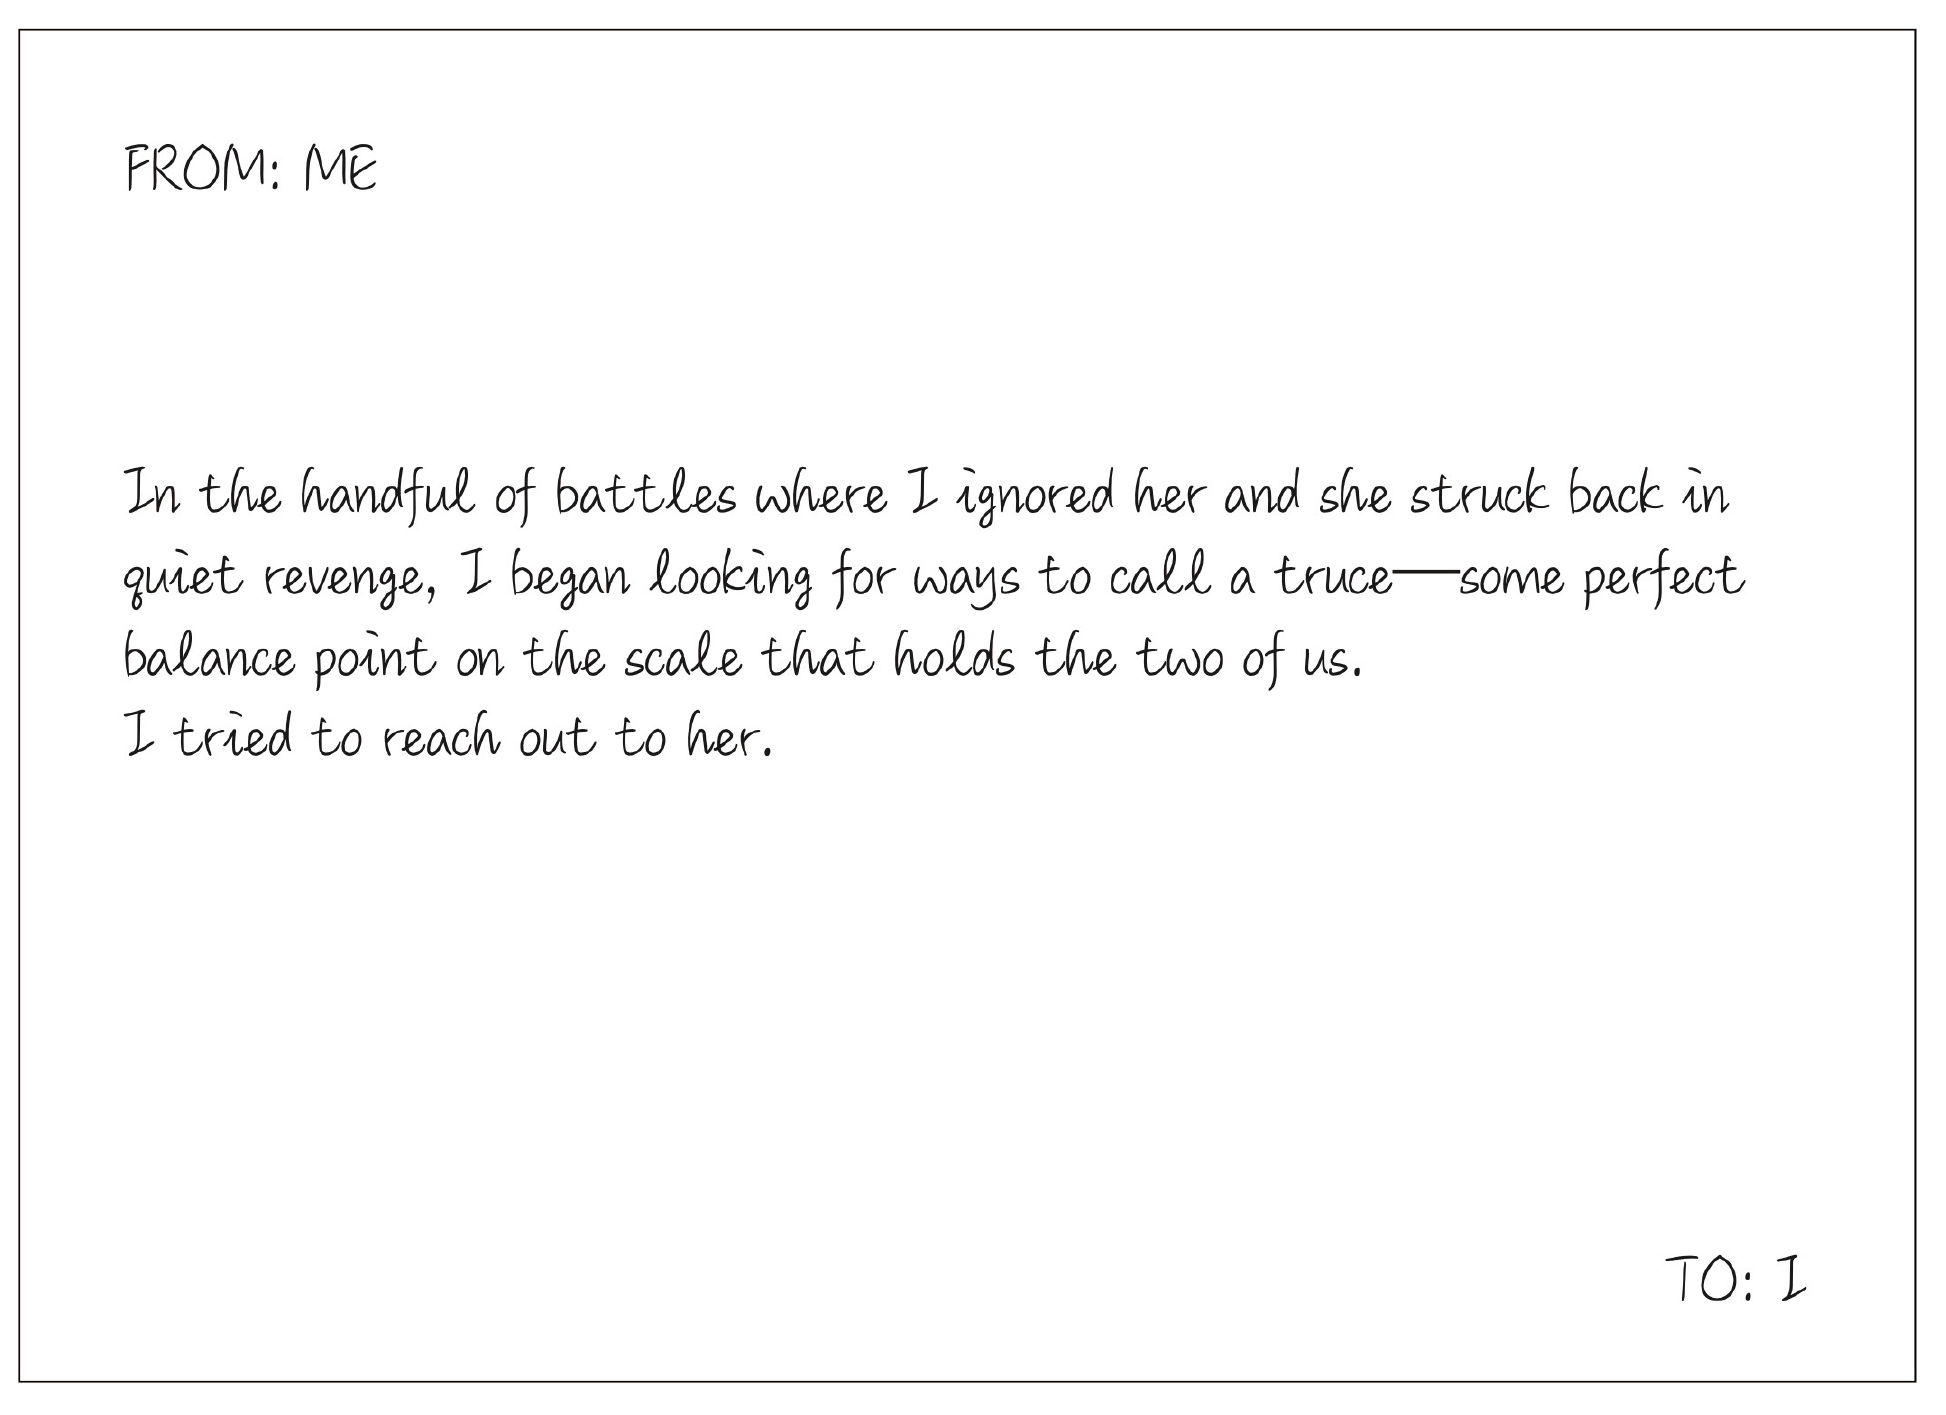 FROM: ME
In the handful of battles where I ignored her and she struck back in
quiet revenge, I began looking for ways to call a truce—some perfect
balance point on the scale that holds the two of us.
I tried to reach out to her.
TO: I